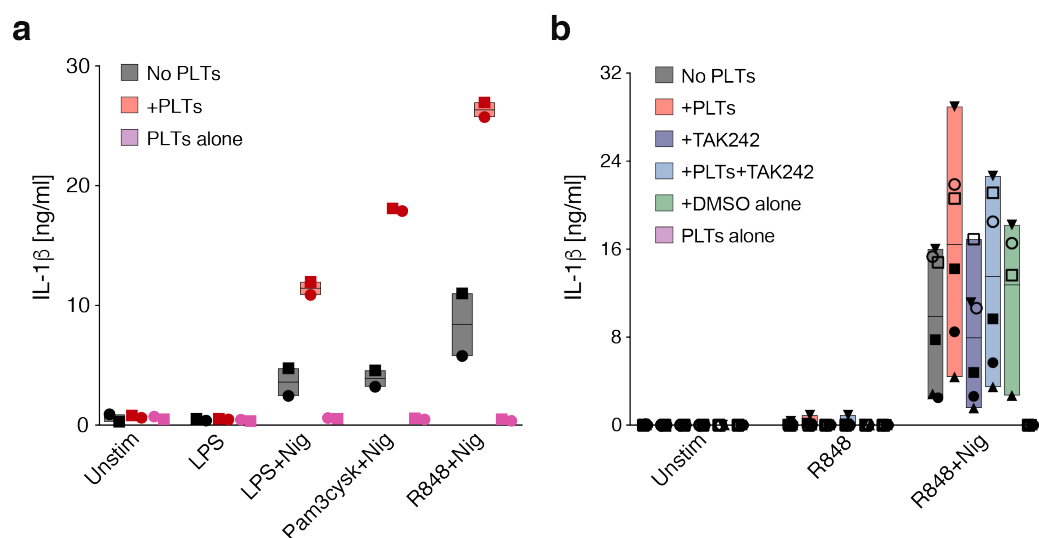 a
IL-1β [ng/ml]
30
20
10
0
No PLTs
+PLTs
PLTs alone
Unstim
LPS
LPS+Nig
Pam3cysk+Nig
R848+Nig
b
IL-1β [ng/ml]
32
24
16
8
0
No PLTs
+PLTs
+TAK242
+PLTs+TAK242
+DMSO alone
PLTs alone
Unstim
R848
R848+Nig